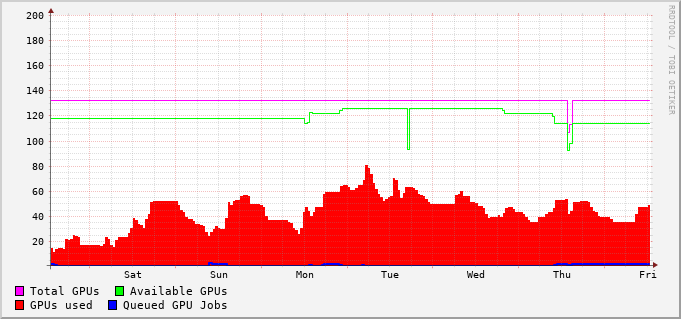 200
180
160
140
120
100
80
60
40
20
Sat Sun Mon Tue Wed Thu Fri
Total GPUs Available GPUs
GPUs used Queued GPU Jobs
RRDTOOL / TOBI OETIKER